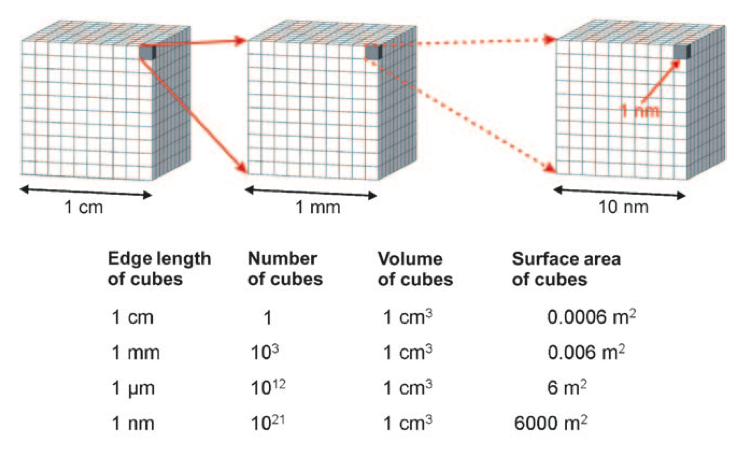 1 nm
1 cm
1 mm
10 nm
Edge length Number Volume Surface area
of cubes of cubes of cubes of cubes
1 cm 1 1 cm³ 0.0006 m²
1 mm 10³ 1 cm³ 0.006 m²
1 µm 10¹² 1 cm³ 6 m²
1 nm 10²¹ 1 cm³ 6000 m²